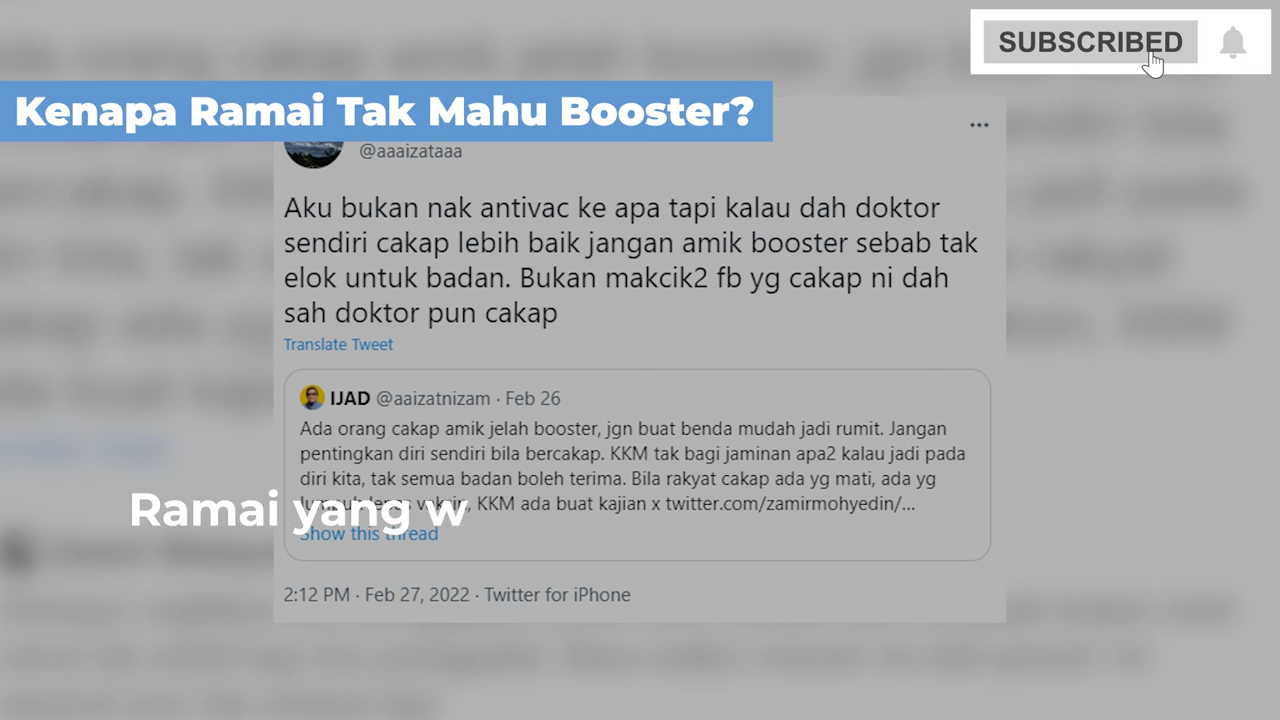 SUBSCRIBED
Kenapa Ramai Tak Mahu Booster?
@aaaizataaa
Aku bukan nak antivac ke apa tapi kalau dah doktor
sendiri cakap lebih baik jangan amik booster sebab tak
elok untuk badan. Bukan makcik2 fb yg cakap ni dah
sah doktor pun cakap
Translate Tweet
IJAD @aaizatnizam · Feb 26
Ada orang cakap amik jelah booster, jgn buat benda mudah jadi rumit. Jangan
pentingkan diri sendiri bila bercakap. KKM tak bagi jaminan apa2 kalau jadi pada
diri kita, tak semua badan boleh terima. Bila rakyat cakap ada yg mati, ada yg
KKM ada buat kajian x twitter.com/zamirmohyedin/...
Ramai yang w
Show this thread
2:12 PM · Feb 27, 2022 · Twitter for iPhone